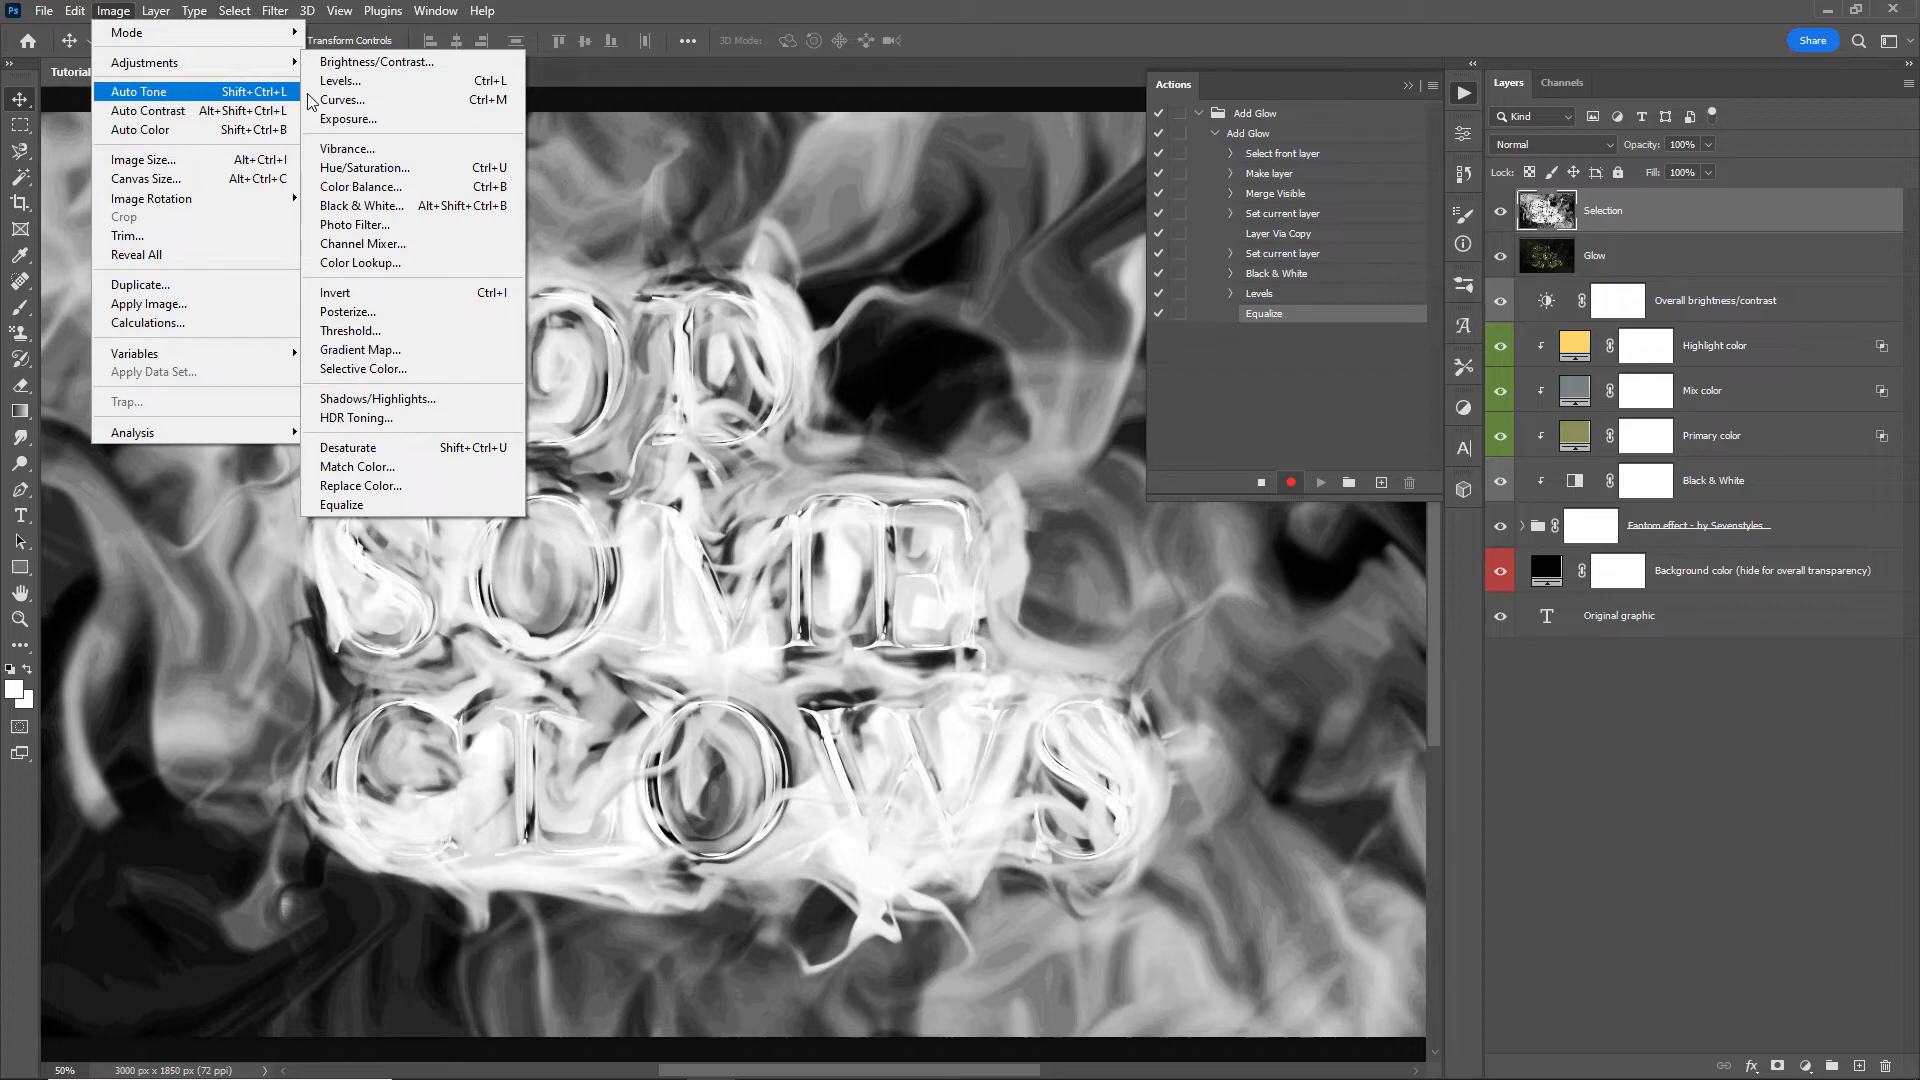 Ps File Edit Image Layer Type Select Filter 3D View Plugins Window Help
Transform Controls ••• 3D Mode: Share
Tutorial
Mode
Adjustments
Auto Tone Shift+Ctrl+L
Auto Contrast Alt+Shift+Ctrl+L
Auto Color Shift+Ctrl+B
Image Size... Alt+Ctrl+I
Canvas Size... Alt+Ctrl+C
Image Rotation
Crop
Trim...
Reveal All
Duplicate...
Apply Image...
Calculations...
Variables
Apply Data Set...
Trap...
Analysis
Brightness/Contrast...
Levels... Ctrl+L
Curves... Ctrl+M
Exposure...
Vibrance...
Hue/Saturation... Ctrl+U
Color Balance... Ctrl+B
Black & White... Alt+Shift+Ctrl+B
Photo Filter...
Channel Mixer...
Color Lookup...
Invert Ctrl+I
Posterize...
Threshold...
Gradient Map...
Selective Color...
Shadows/Highlights...
HDR Toning...
Desaturate Shift+Ctrl+U
Match Color...
Replace Color...
Equalize
SOME
GLOWS
Actions
Add Glow
Add Glow
Select front layer
Make layer
Merge Visible
Set current layer
Layer Via Copy
Set current layer
Black & White
Levels
Equalize
Layers Channels
Kind
Normal Opacity: 100%
Lock: Fill: 100%
Selection
Glow
Overall brightness/contrast
Highlight color
Mix color
Primary color
Black & White
Fantom effect - by Sevenstyles
Background color (hide for overall transparency)
T Original graphic
fx
50% 3000 px x 1850 px (72 ppi)